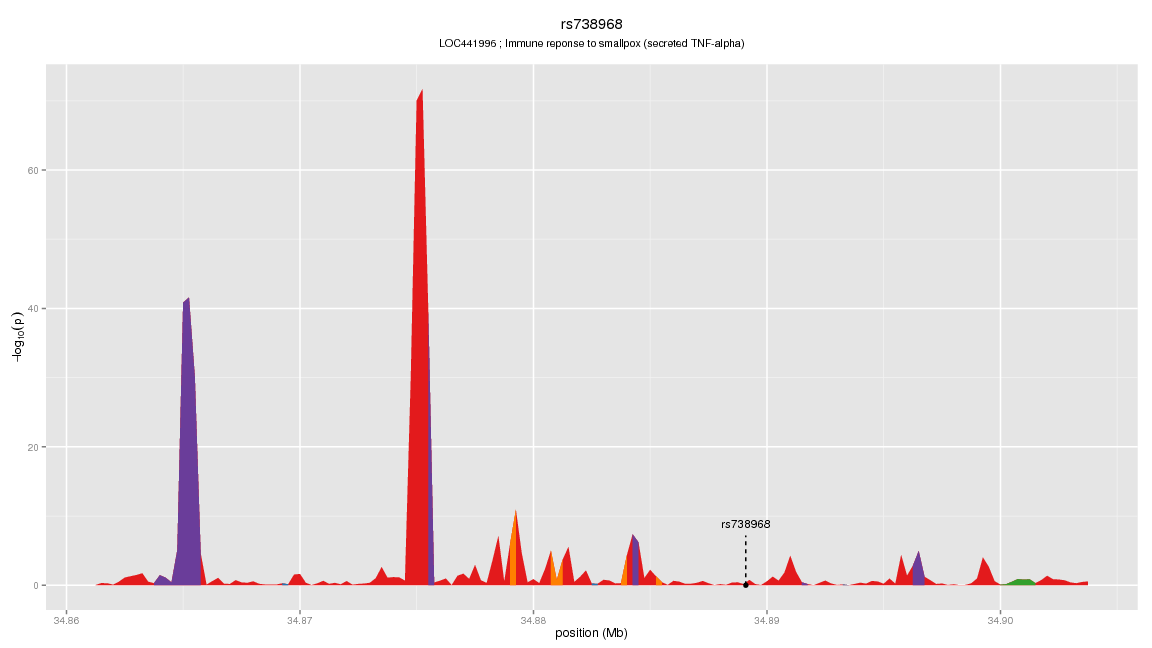 rs738968
LOC441996 ; Immune reponse to smallpox (secreted TNF-alpha)
60
40
20
0
−log10(p)
rs738968
34.86
34.87
34.88
34.89
34.90
position (Mb)